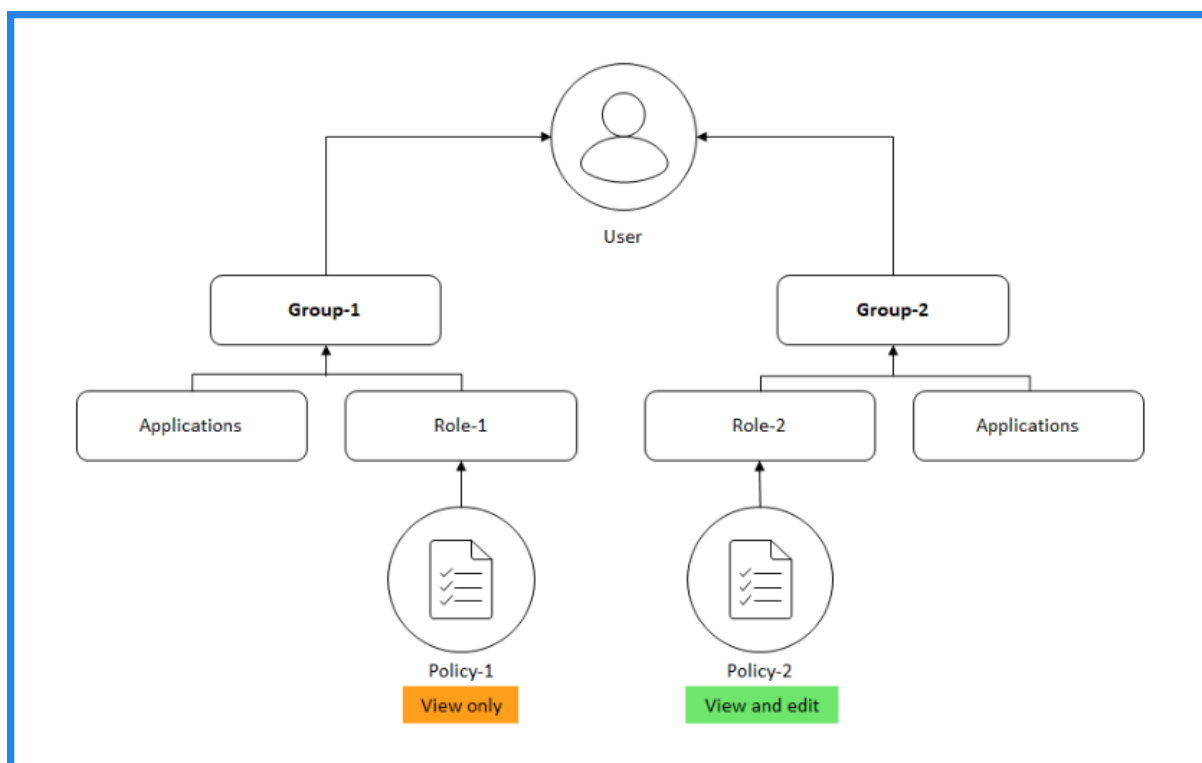 User
Group-1
Group-2
Applications
Role-1
Role-2
Applications
Policy-1
Policy-2
View only
View and edit